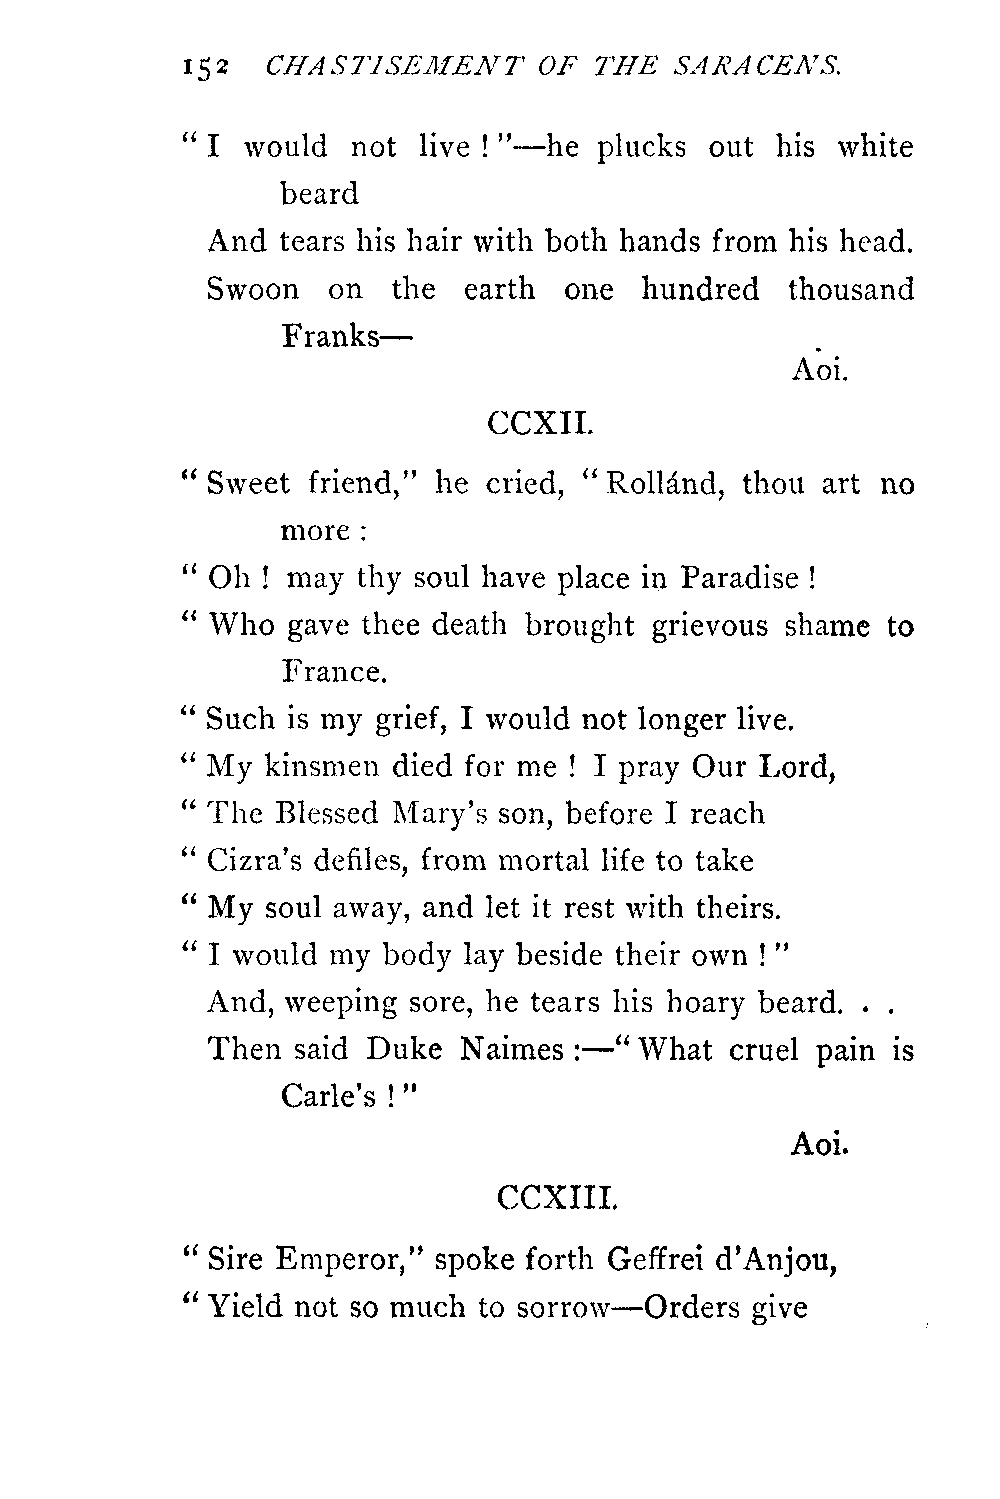 152 CHASTISEMENT OF THE SARACENS.
“ I would not live ! ”—he plucks out his white
beard
And tears his hair with both hands from his head.
Swoon on the earth one hundred thousand
Franks—
Aoi.
CCXII.
“ Sweet friend,” he cried, “ Rollánd, thou art no
more :
“ Oh ! may thy soul have place in Paradise !
“ Who gave thee death brought grievous shame to
France.
“ Such is my grief, I would not longer live.
“ My kinsmen died for me ! I pray Our Lord,
“ The Blessed Mary’s son, before I reach
“ Cizra’s defiles, from mortal life to take
“ My soul away, and let it rest with theirs.
“ I would my body lay beside their own ! ”
And, weeping sore, he tears his hoary beard. . .
Then said Duke Naimes :—“ What cruel pain is
Carle’s ! ”
Aoi.
CCXIII.
“ Sire Emperor,” spoke forth Geffrei d’Anjou,
“ Yield not so much to sorrow—Orders give